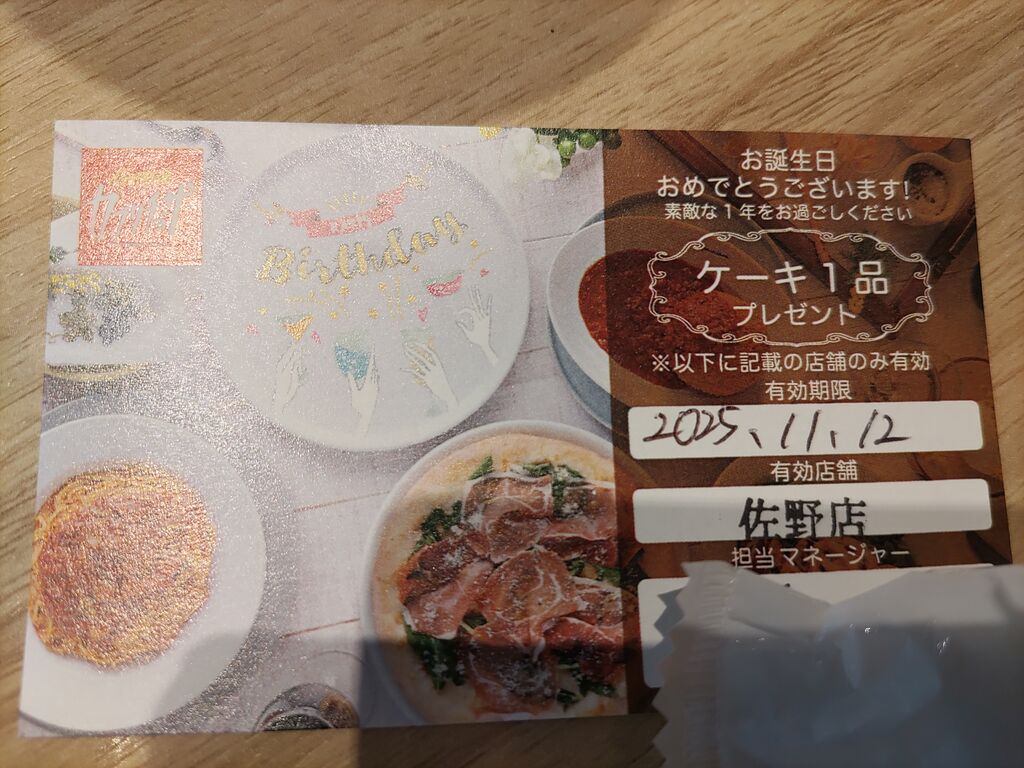 Birthday
お誕生日
おめでとうございます!
素敵な1年をお過ごしください
ケーキ1品
プレゼント
※以下に記載の店舗のみ有効
有効期限
2025.11.12
有効店舗
佐野店
担当マネージャー